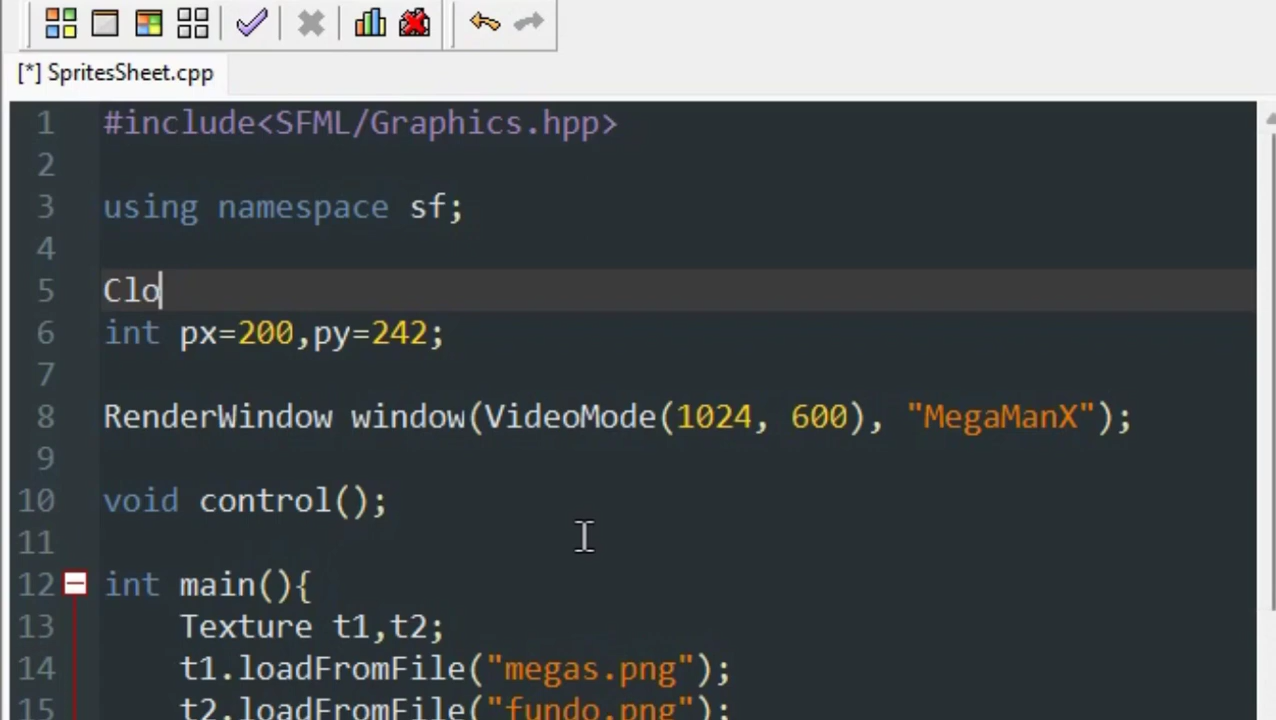 [*] SpritesSheet.cpp
1 #include<SFML/Graphics.hpp>
2
3 using namespace sf;
4
5 Clo
6 int px=200,py=242;
7
8 RenderWindow window(VideoMode(1024, 600), "MegaManX");
9
10 void control();
11
12 int main(){
13 Texture t1,t2;
14 t1.loadFromFile("megas.png");
15 t2.loadFromFile("fundo.png");